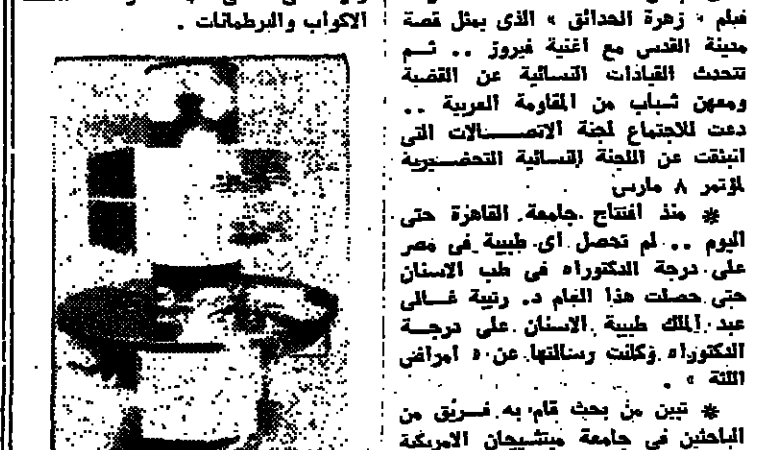 فيلم « زهرة الحدائق » الذى يمثل قصة
مدينة القدس مع اغنية فيروز .. ثم
تتحدث القيادات النسائية عن القضية
ومعهن شباب من المقاومة العربية ..
دعت للاجتماع لجنة الاتصالات التى
انبثقت عن اللجنة النسائية التحضيرية
لمؤتمر ٨ مارس
* منذ افتتاح جامعة القاهرة حتى
اليوم .. لم تحصل اى طبيبة فى مصر
على درجة الدكتوراه فى طب الاسنان
حتى حصلت هذا العام د. رتيبة غالى
عبد الملك طبيبة الاسنان على درجة
الدكتوراه وكانت رسالتها عن « امراض
اللثة » .
* تبين من بحث قام به فريق من
الباحثين فى جامعة ميتشيجان الامريكية
الاكواب والبرطمانات .